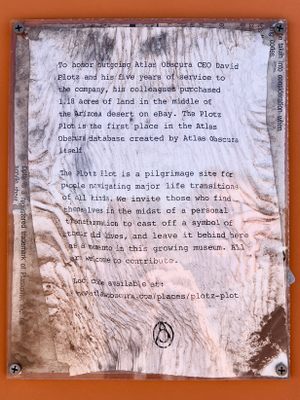 To honor outgoing Atlas Obscura CEO David
Plotz and his five years of service to
the company, his colleagues purchased
1.18 acres of land in the middle of
the Arizona desert on eBay. The Plotz
Plot is the first place in the Atlas
Obscura database created by Atlas Obscura
itself
The Plotz Plot is a pilgrimage site for
people navigating major life transitions
of all kinds. We invite those who find
themselves in the midst of a personal
transformation to cast off a symbol of
their old lives, and leave it behind here
as a memento in this growing museum. All
are welcome to contribute.
available at:
atlasobscura.com/places/plotz-plot